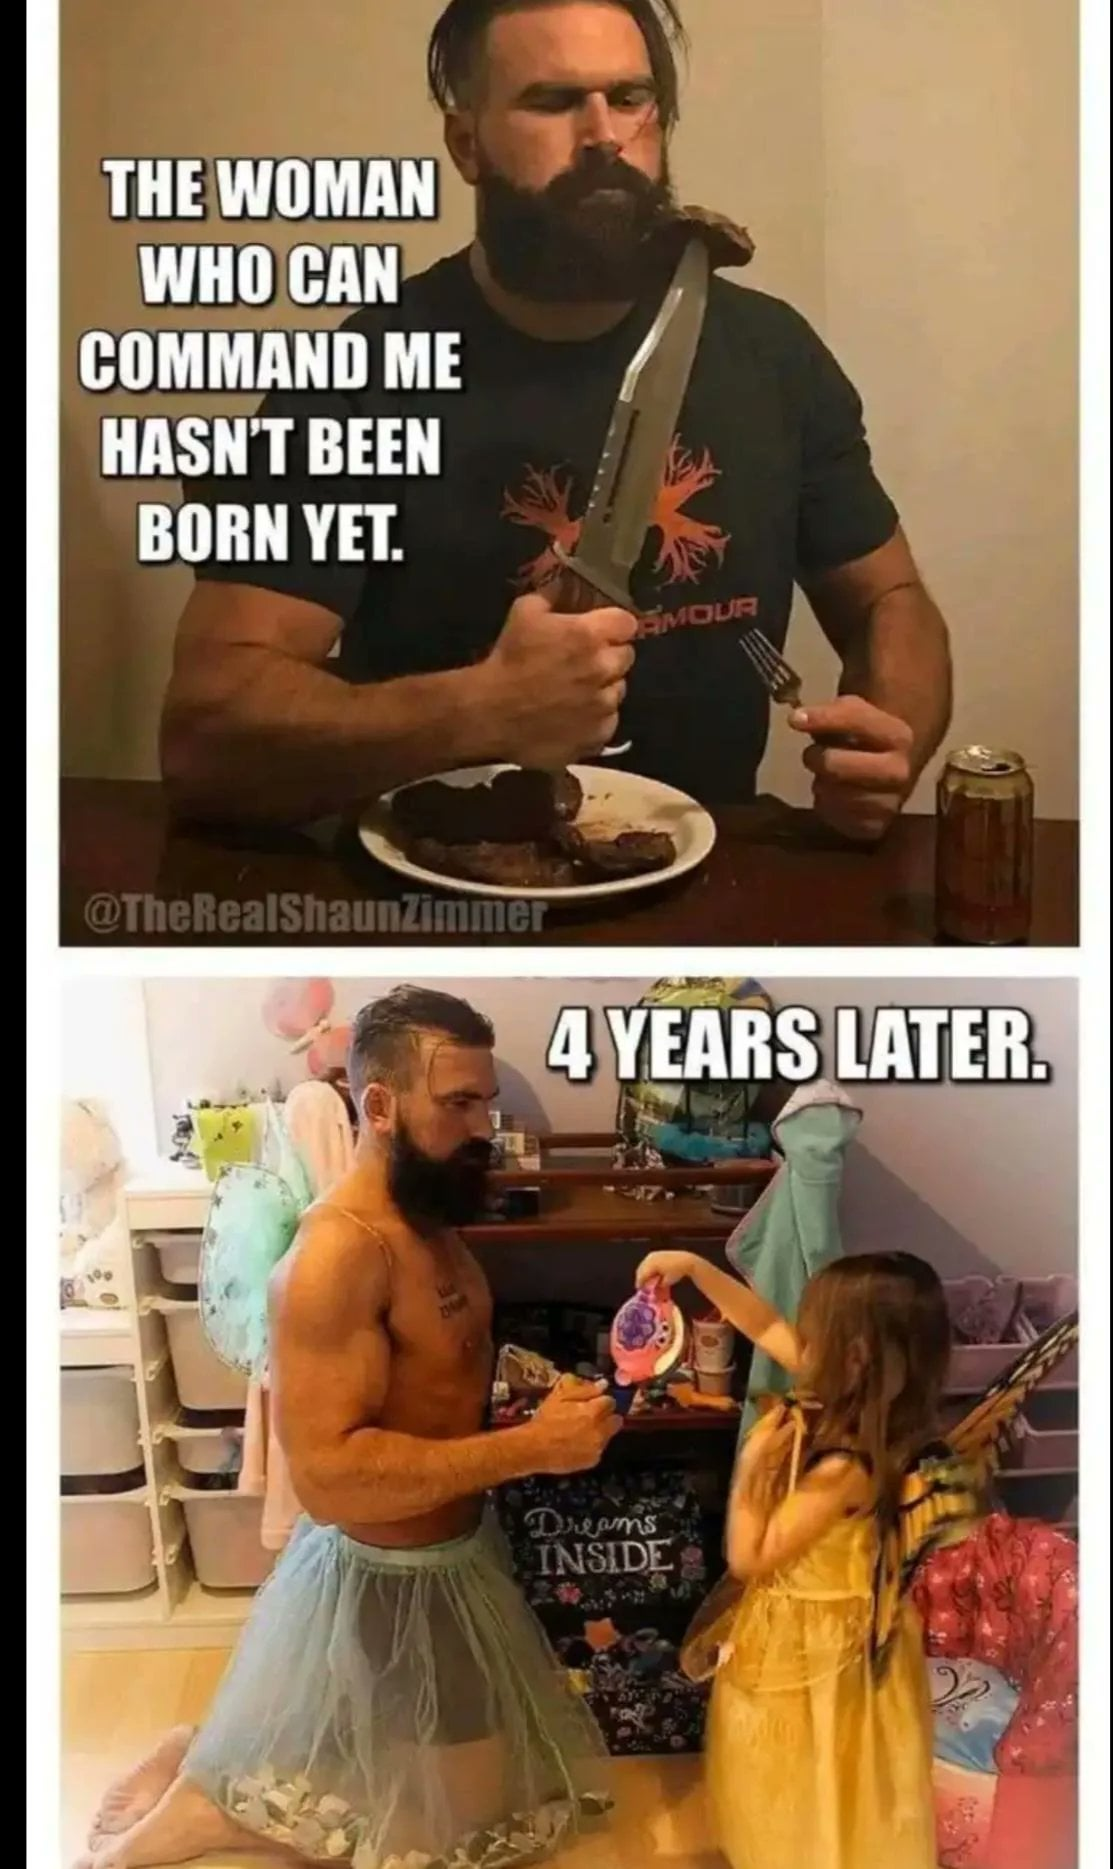 THE WOMAN
WHO CAN
COMMAND ME
HASN'T BEEN
BORN YET.
@TheRealShaunZimmer
4 YEARS LATER.
Dreams
INSIDE